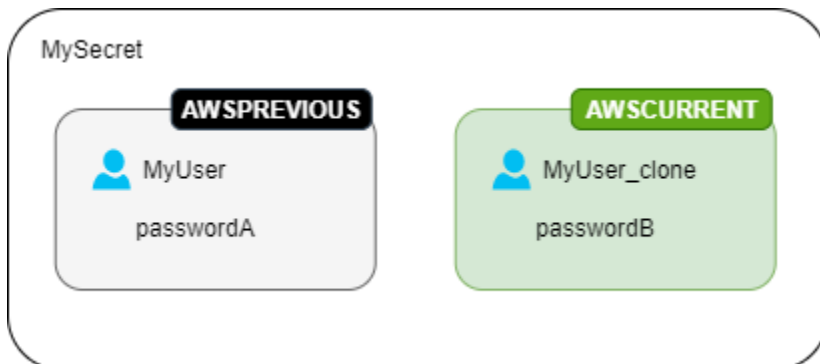 MySecret
AWSPREVIOUS
MyUser
passwordA
AWSCURRENT
MyUser_clone
passwordB